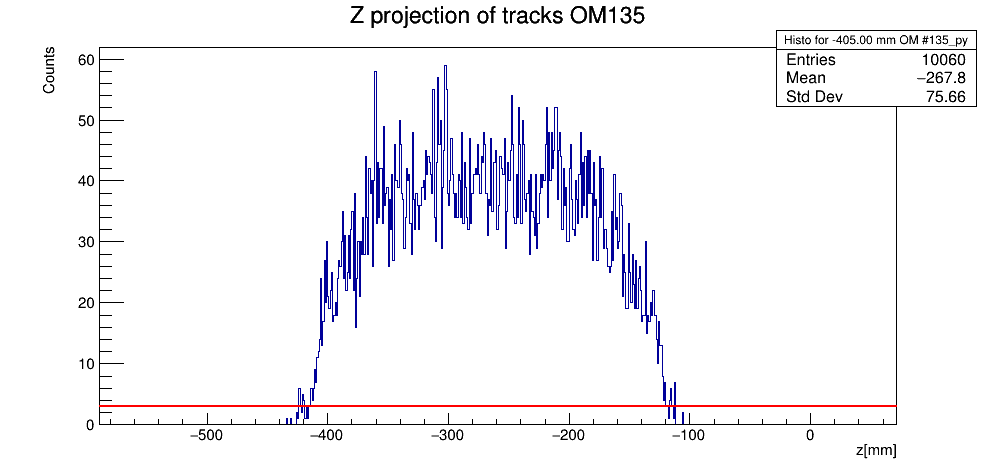 Z projection of tracks OM135
Histo for -405.00 mm OM #135_py
Entries 10060
Mean −267.8
Std Dev 75.66
Counts
60
50
40
30
20
10
0
−500 −400 −300 −200 −100 0
z[mm]